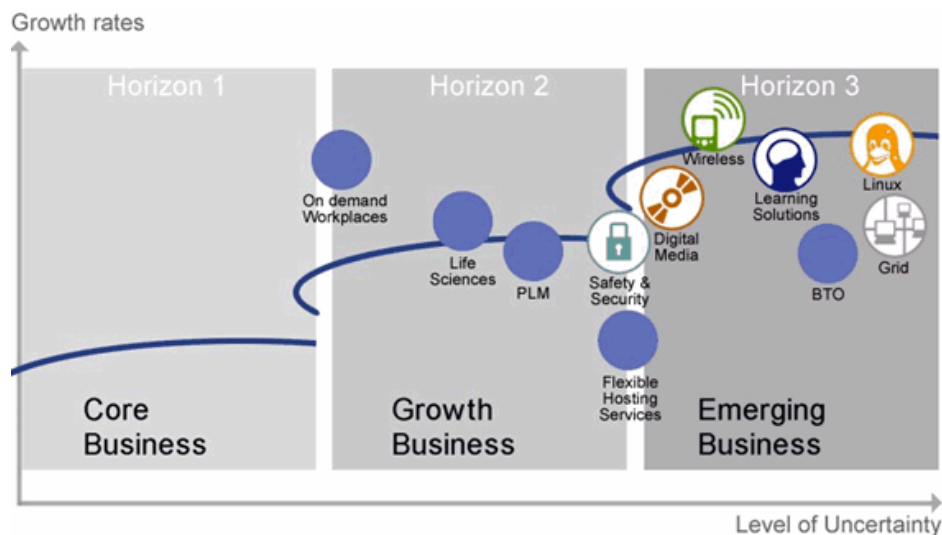 Growth rates
Horizon 1
Horizon 2
Horizon 3
Wireless
On demand
Workplaces
Learning
Solutions
Linux
Life
Sciences
PLM
Safety &
Security
Digital
Media
BTO
Grid
Flexible
Hosting
Services
Core
Business
Growth
Business
Emerging
Business
Level of Uncertainty